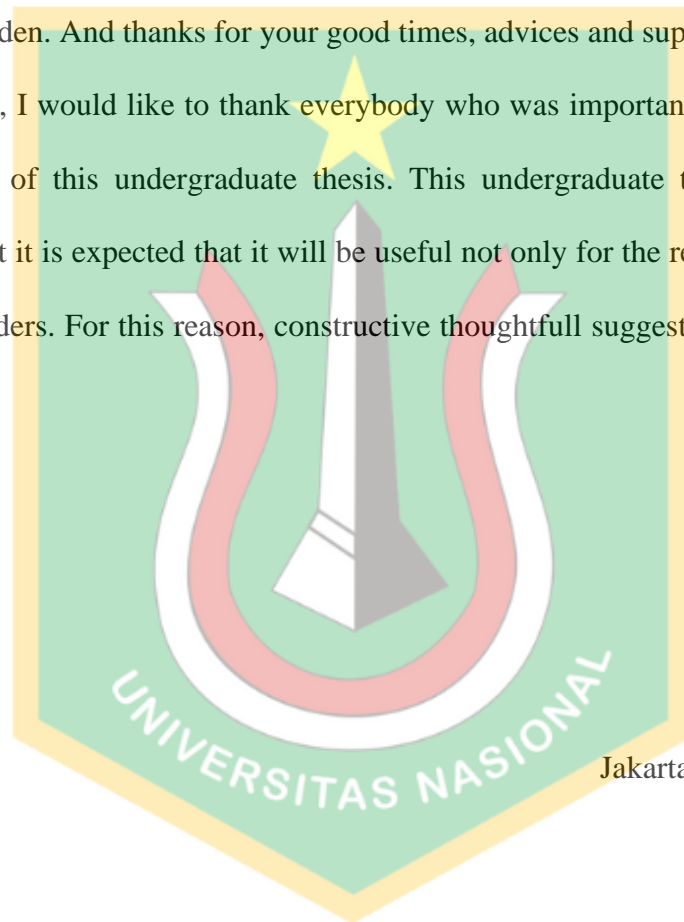 den. And thanks for your good times, advices and sup
, I would like to thank everybody who was important
of this undergraduate thesis. This undergraduate t
t it is expected that it will be useful not only for the re
ders. For this reason, constructive thoughtfull suggest
UNIVERSITAS NASIONAL
Jakarta